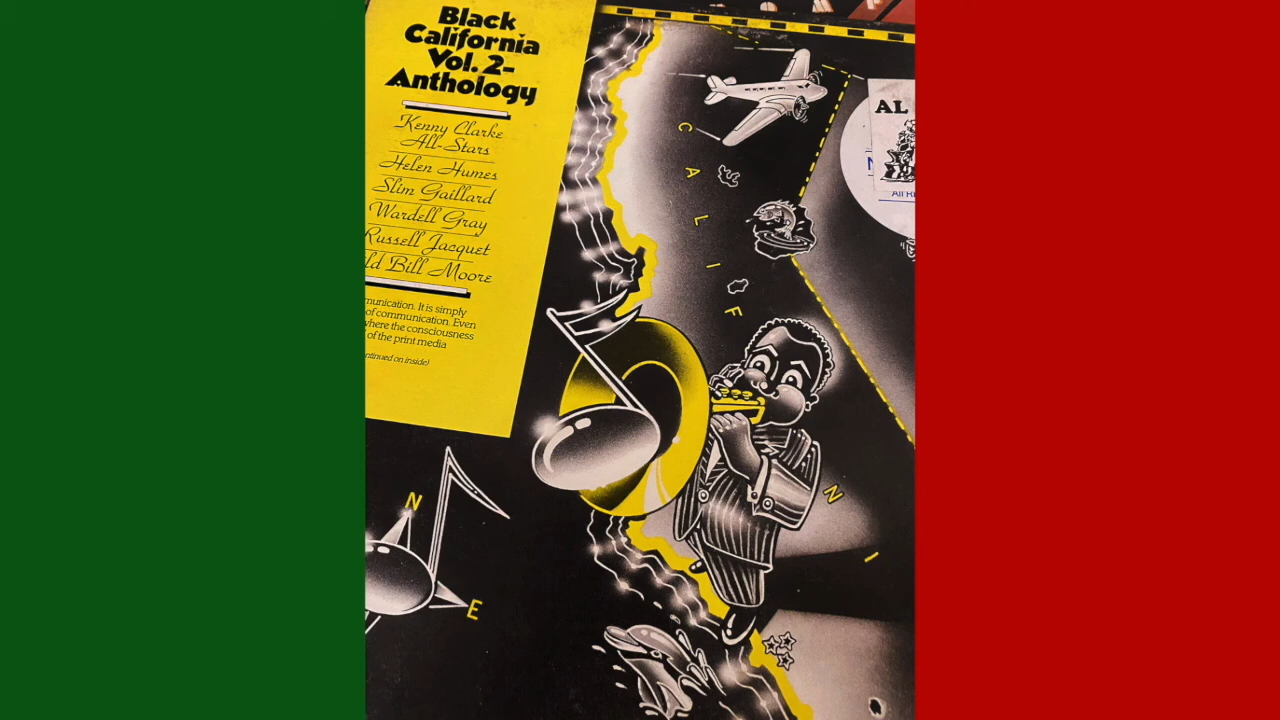 Black
California
Vol. 2-
Anthology
Kenny Clarke
All-Stars
Helen Humes
Slim Gaillard
Wardell Gray
Russell Jacquet
ld Bill Moore
munication. It is simply
of communication. Even
where the consciousness
of the print media
ntinued on inside)
C
A
L
I
F
N
I
AL
N
E